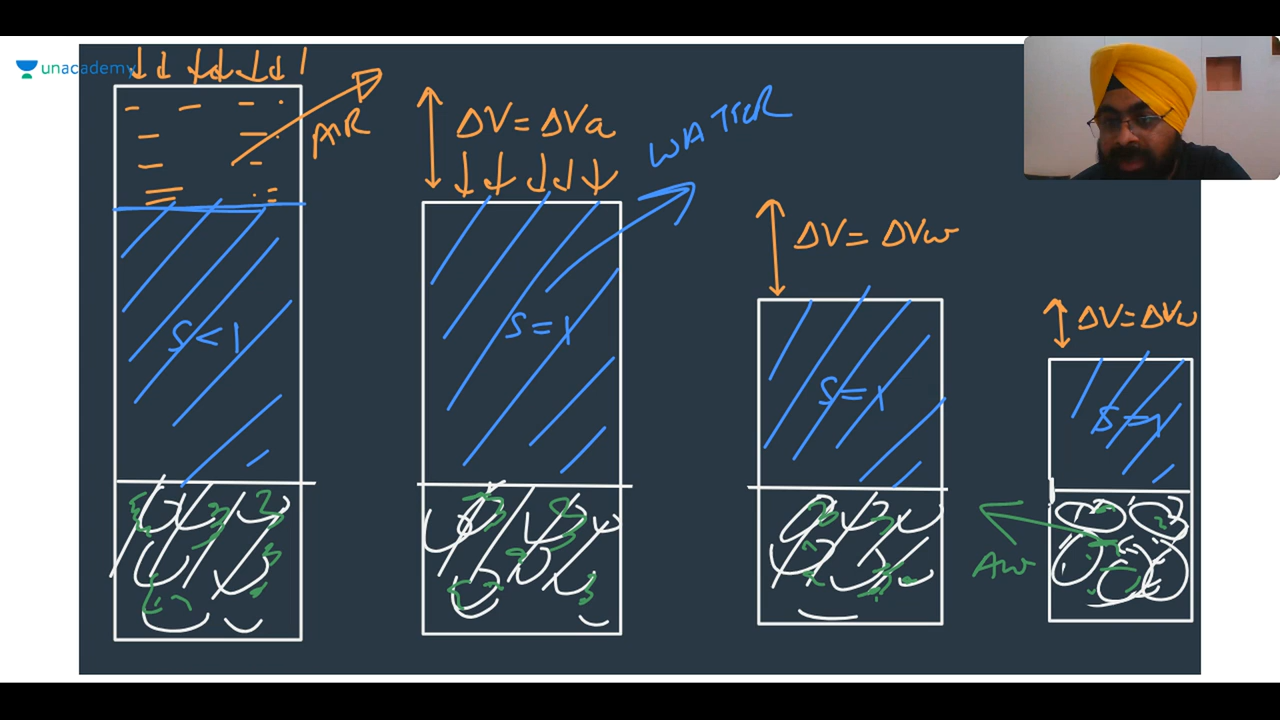 unacademy
AIR
S < 1
ΔV = ΔVa
WATER
S = 1
ΔV = ΔVw
S = 1
ΔV = ΔVw
S = 1
AW